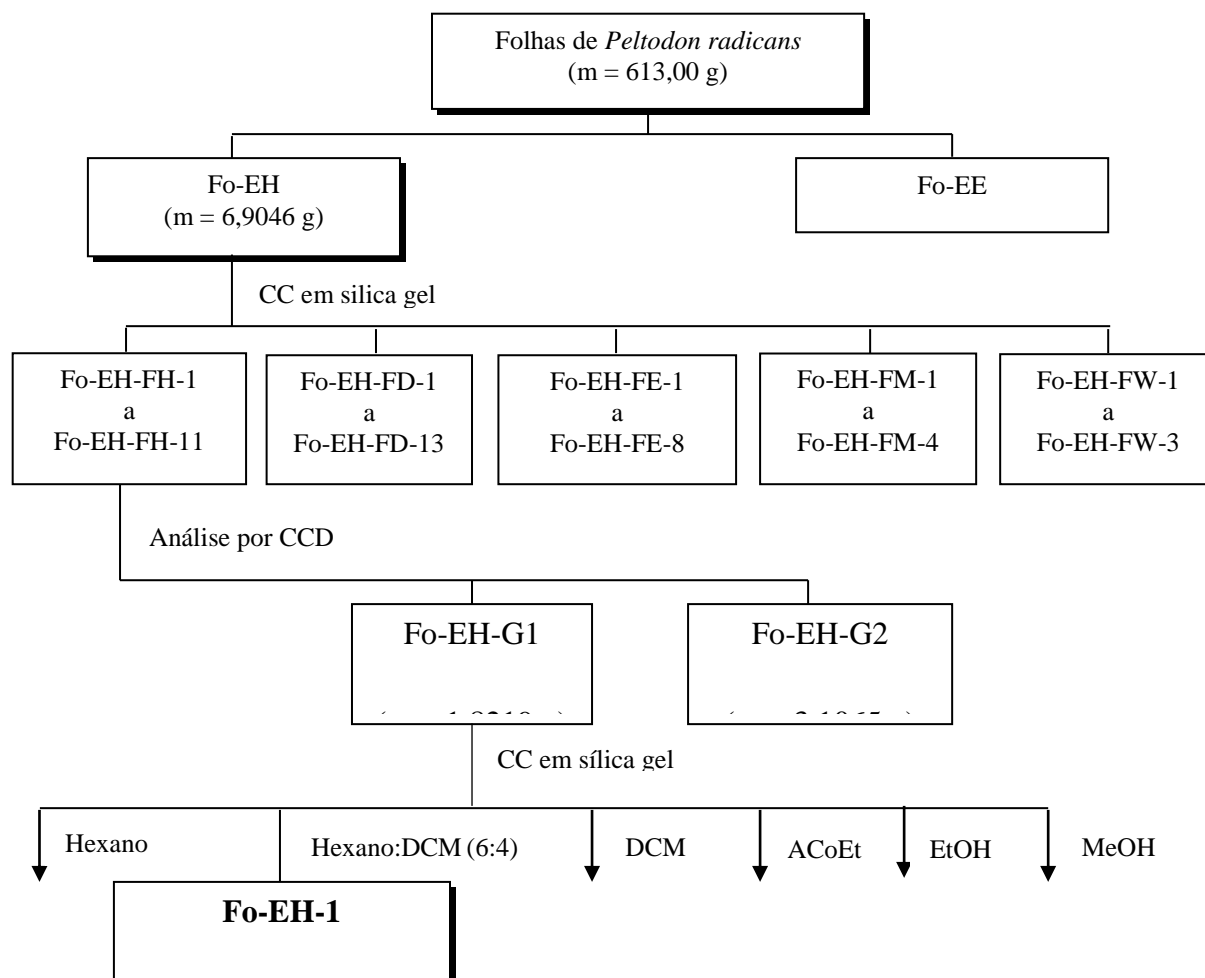 Folhas de Peltodon radicans
(m = 613,00 g)
Fo-EH
(m = 6,9046 g)
Fo-EE
CC em silica gel
Fo-EH-FH-1
a
Fo-EH-FH-11
Fo-EH-FD-1
a
Fo-EH-FD-13
Fo-EH-FE-1
a
Fo-EH-FE-8
Fo-EH-FM-1
a
Fo-EH-FM-4
Fo-EH-FW-1
a
Fo-EH-FW-3
Análise por CCD
Fo-EH-G1
Fo-EH-G2
CC em sílica gel
Hexano
Hexano:DCM (6:4)
DCM
ACoEt
EtOH
MeOH
Fo-EH-1